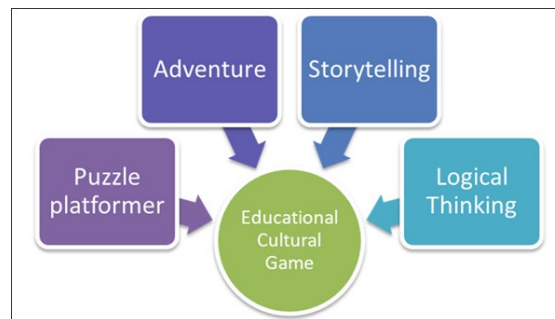 Adventure
Storytelling
Puzzle
platformer
Logical
Thinking
Educational
Cultural
Game